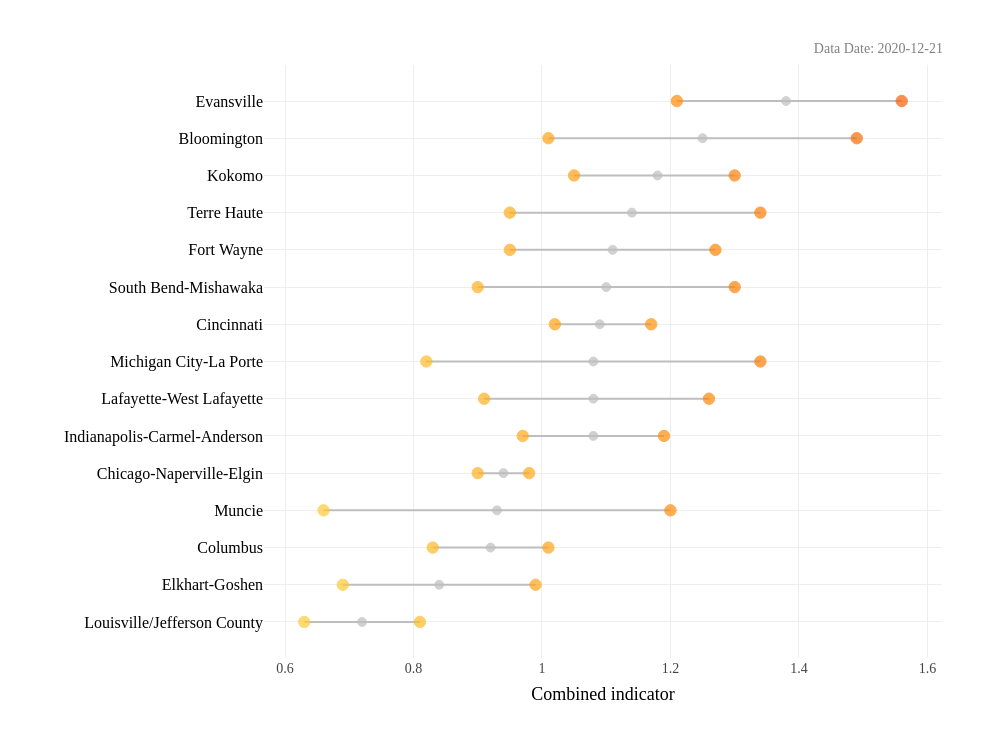 Data Date: 2020-12-21
Evansville
Bloomington
Kokomo
Terre Haute
Fort Wayne
South Bend-Mishawaka
Cincinnati
Michigan City-La Porte
Lafayette-West Lafayette
Indianapolis-Carmel-Anderson
Chicago-Naperville-Elgin
Muncie
Columbus
Elkhart-Goshen
Louisville/Jefferson County
0.6 0.8 1 1.2 1.4 1.6
Combined indicator